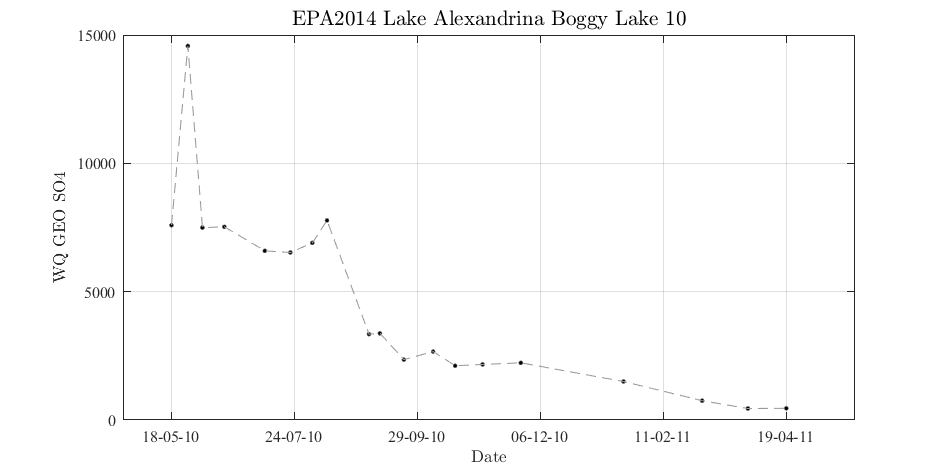 EPA2014 Lake Alexandrina Boggy Lake 10
15000
10000
5000
0
WQ GEO SO4
18-05-10 24-07-10 29-09-10 06-12-10 11-02-11 19-04-11
Date